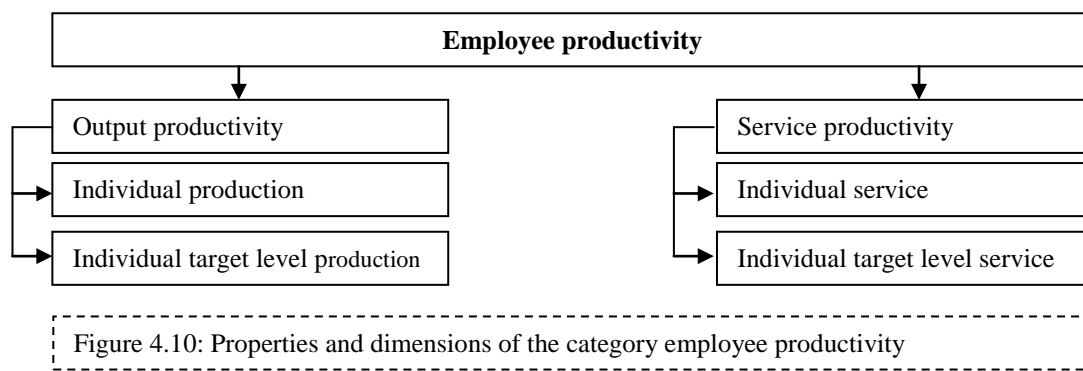 Employee productivity
Output productivity
Individual production
Individual target level production
Service productivity
Individual service
Individual target level service
Figure 4.10: Properties and dimensions of the category employee productivity